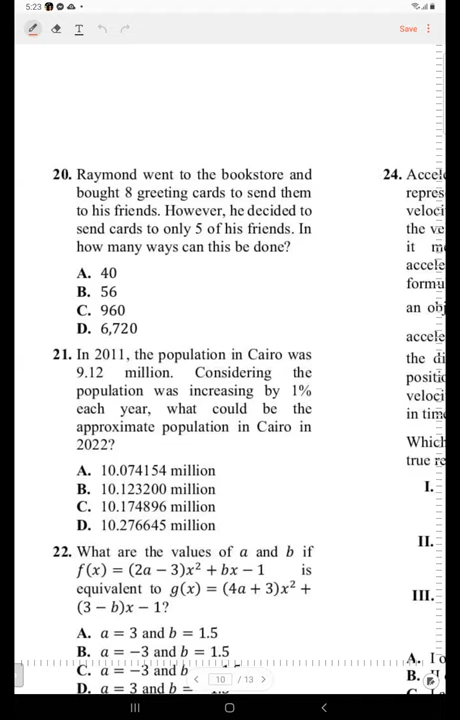 5:23
T
Save
20. Raymond went to the bookstore and
bought 8 greeting cards to send them
to his friends. However, he decided to
send cards to only 5 of his friends. In
how many ways can this be done?
A. 40
B. 56
C. 960
D. 6,720
21. In 2011, the population in Cairo was
9.12 million. Considering the
population was increasing by 1%
each year, what could be the
approximate population in Cairo in
2022?
A. 10.074154 million
B. 10.123200 million
C. 10.174896 million
D. 10.276645 million
22. What are the values of a and b if
f(x) = (2a − 3)x² + bx − 1 is
equivalent to g(x) = (4a + 3)x² +
(3 − b)x − 1?
A. a = 3 and b = 1.5
B. a = −3 and b = 1.5
C. a = −3 and b
D. a = 3 and b =
24. Accele
repres
veloci
the ve
it m
accele
formu
an obj
accele
the di
positio
veloci
in time
Which
true re
I.
II.
III.
A. I o
B.
10 / 13